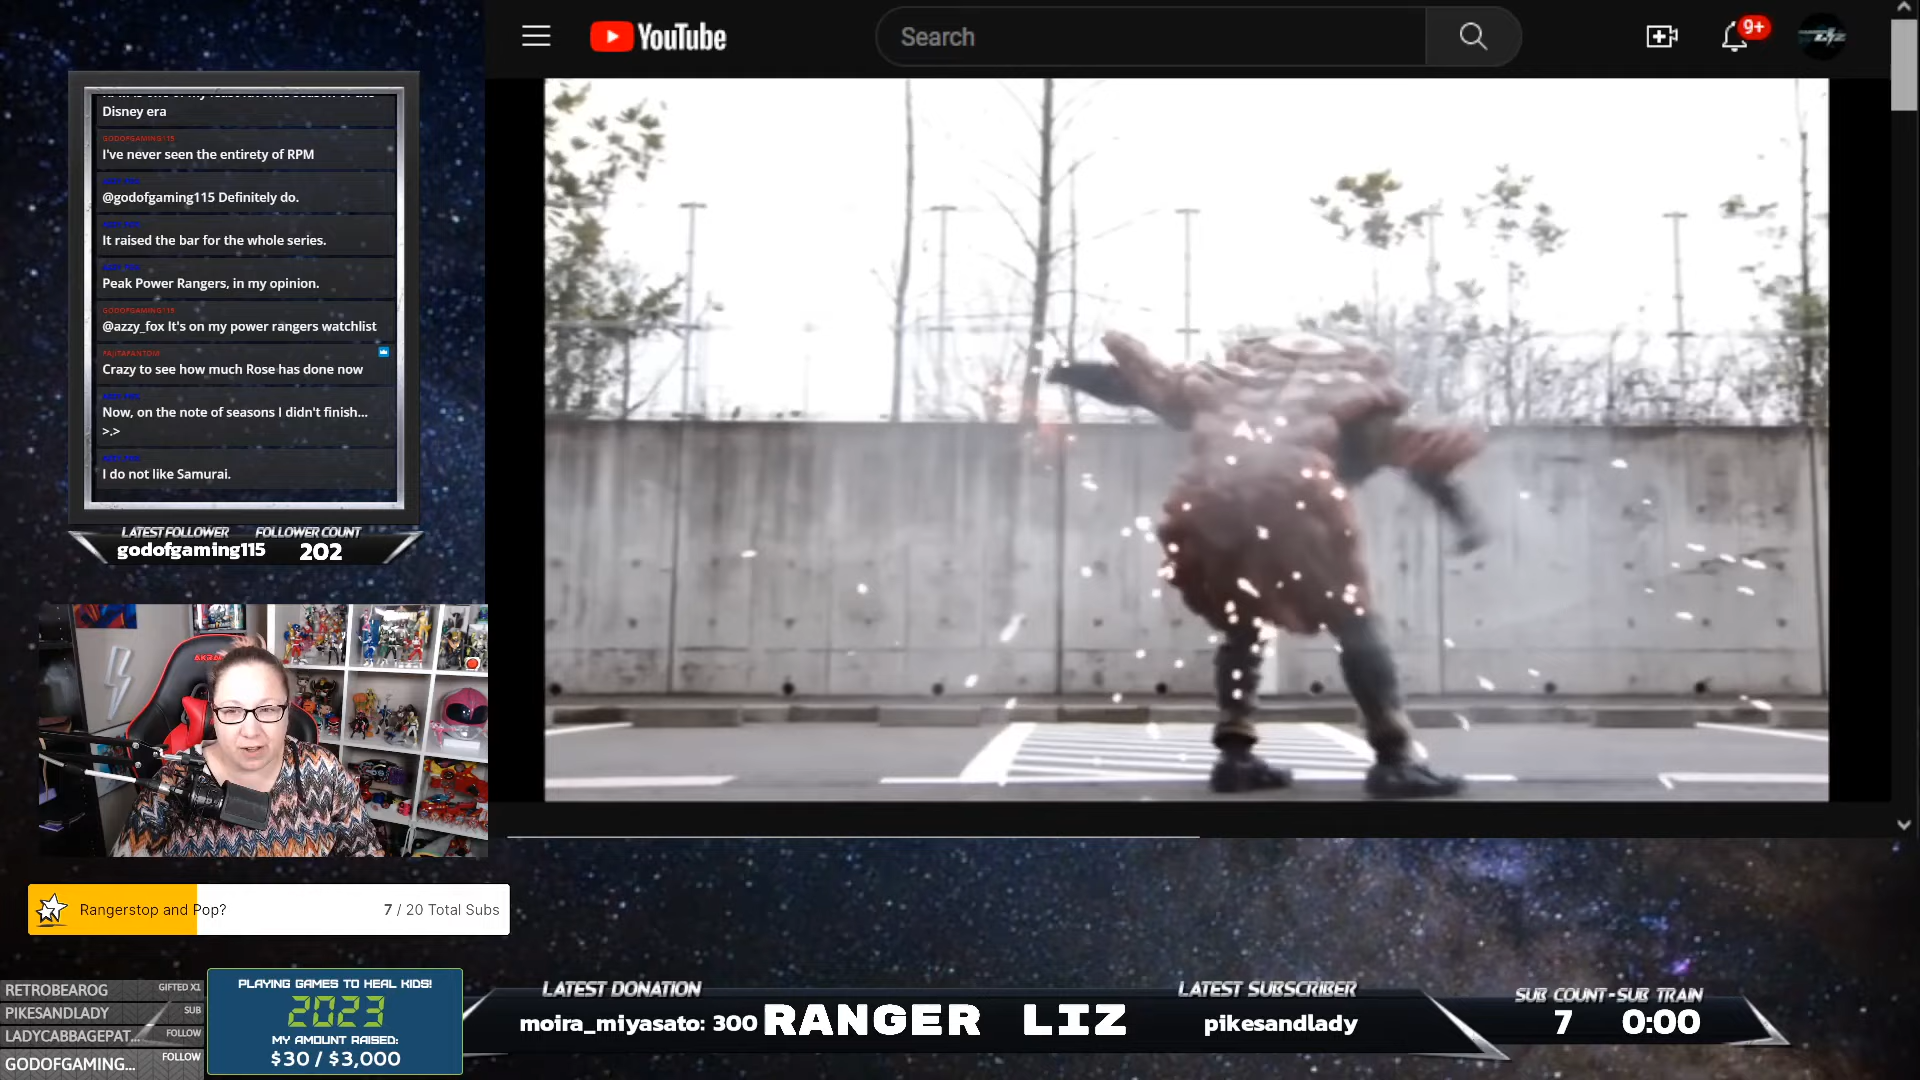 YouTube
Search
9+
Disney era
GODOFGAMING115
I've never seen the entirety of RPM
@godofgaming115 Definitely do.
It raised the bar for the whole series.
Peak Power Rangers, in my opinion.
GODOFGAMING115
@azzy_fox It's on my power rangers watchlist
FAJITAFANTOM
Crazy to see how much Rose has done now
Now, on the note of seasons I didn't finish...
>.>
I do not like Samurai.
LATEST FOLLOWER
FOLLOWER COUNT
godofgaming115
202
Rangerstop and Pop?
7 / 20 Total Subs
RETROBEAROG
GIFTED X1
PIKESANDLADY
SUB
LADYCABBAGEPAT...
FOLLOW
GODOFGAMING...
FOLLOW
PLAYING GAMES TO HEAL KIDS!
2023
MY AMOUNT RAISED:
$30 / $3,000
LATEST DONATION
moira_miyasato: 300
RANGER LIZ
LATEST SUBSCRIBER
pikesandlady
SUB COUNT - SUB TRAIN
7
0:00